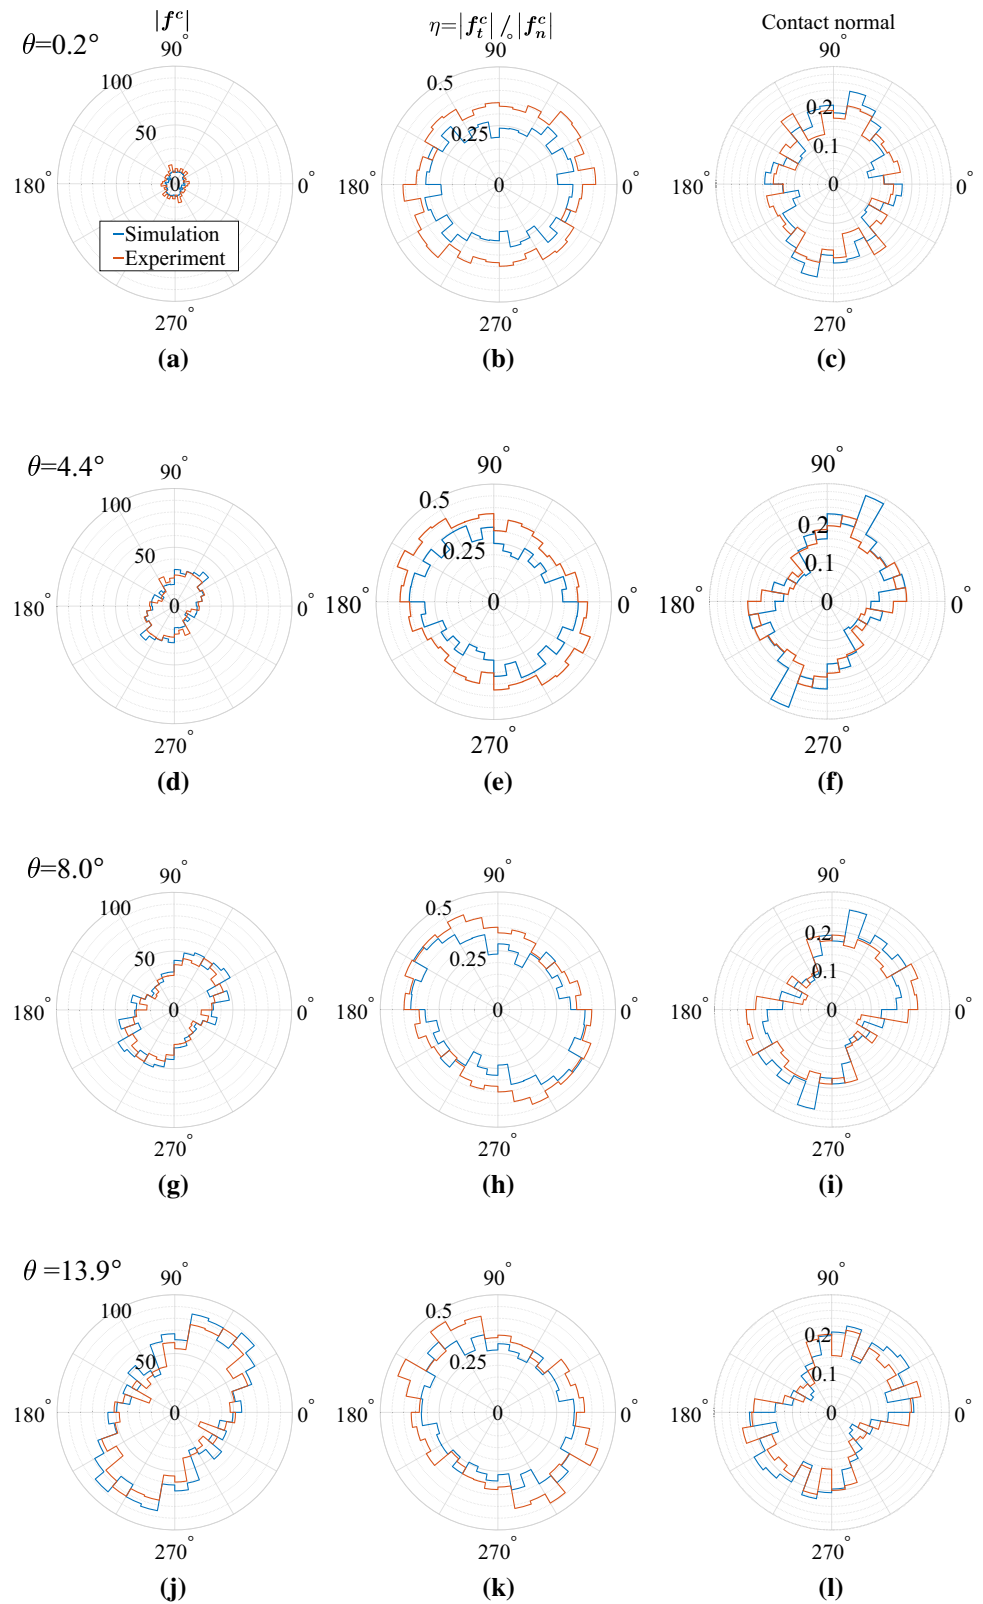 |f^c| η=|f_t^c| / |f_n^c| Contact normal
θ=0.2° 90° 90° 90°
100 0.5 0.2
50 0.25 0.1
180° 0 0° 180° 0 0° 180° 0 0°
Simulation
Experiment
270° 270° 270°
(a) (b) (c)
θ=4.4° 90° 90° 90°
100 0.5 0.2
50 0.25 0.1
180° 0 0° 180° 0 0° 180° 0 0°
270° 270° 270°
(d) (e) (f)
θ=8.0° 90° 90° 90°
100 0.5 0.2
50 0.25 0.1
180° 0 0° 180° 0 0° 180° 0 0°
270° 270° 270°
(g) (h) (i)
θ =13.9° 90° 90° 90°
100 0.5 0.2
50 0.25 0.1
180° 0 0° 180° 0 0° 180° 0 0°
270° 270° 270°
(j) (k) (l)